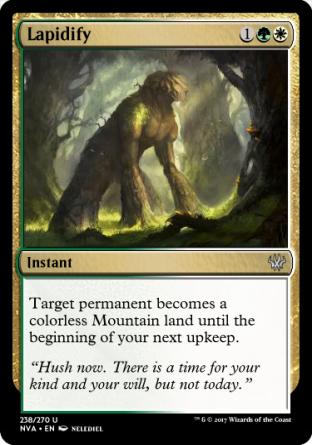 Lapidify 1
Instant
Target permanent becomes a
colorless Mountain land until the
beginning of your next upkeep.
“Hush now. There is a time for your
kind and your will, but not today.”
238/270 U
NVA • EN NELEDIEL
™ & © 2017 Wizards of the Coast